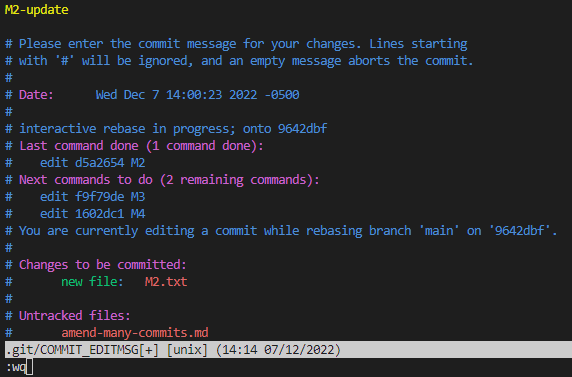 M2-update
# Please enter the commit message for your changes. Lines starting
# with '#' will be ignored, and an empty message aborts the commit.
#
# Date:      Wed Dec 7 14:00:23 2022 -0500
#
# interactive rebase in progress; onto 9642dbf
# Last command done (1 command done):
#    edit d5a2654 M2
# Next commands to do (2 remaining commands):
#    edit f9f79de M3
#    edit 1602dc1 M4
# You are currently editing a commit while rebasing branch 'main' on '9642dbf'.
#
# Changes to be committed:
#       new file:   M2.txt
#
# Untracked files:
#       amend-many-commits.md
.git/COMMIT_EDITMSG[+] [unix] (14:14 07/12/2022)
:wq